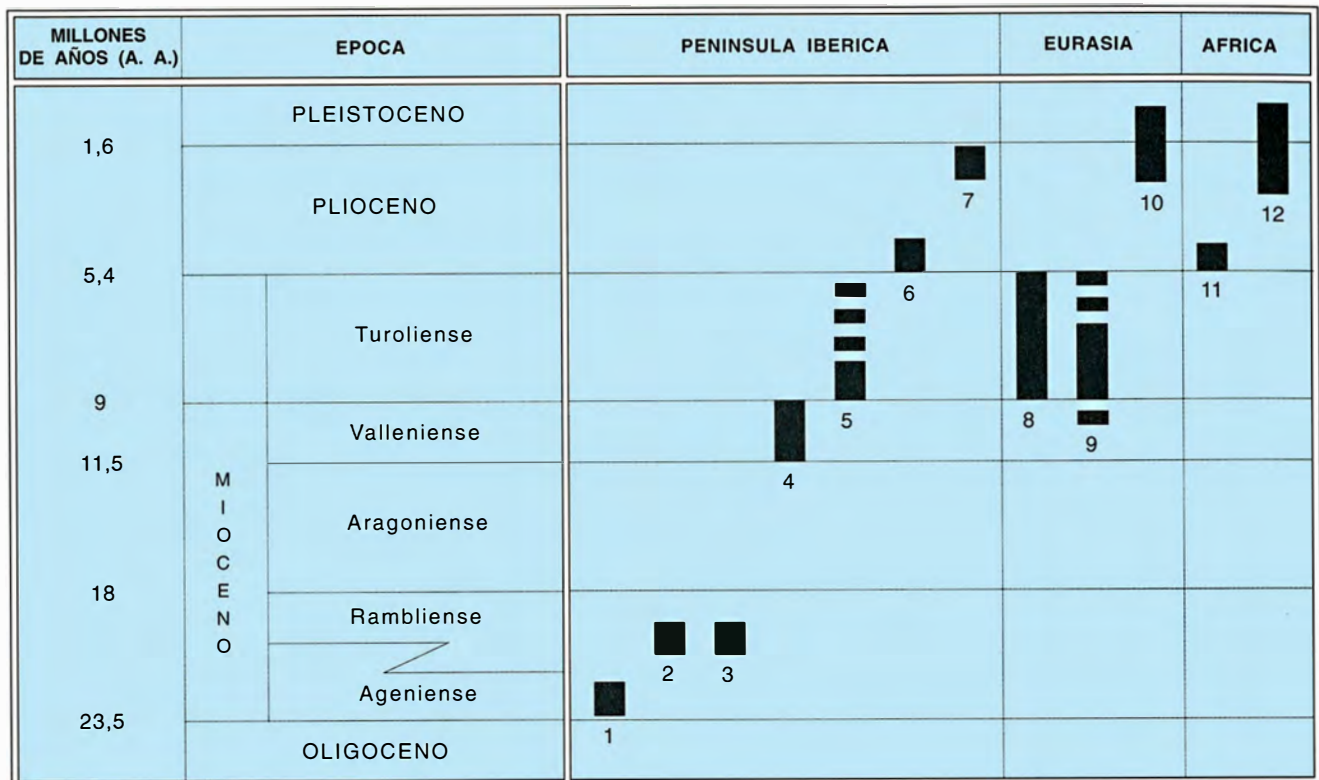 MILLONES
DE AÑOS (A. A.)
EPOCA
PENINSULA IBERICA
EURASIA
AFRICA
PLEISTOCENO
1,6
PLIOCENO
7
10
12
5,4
6
11
Turoliense
9
5
8
9
Valleniense
11,5
4
M
I
O
C
E
N
O
Aragoniense
18
Rambliense
2
3
Ageniense
23,5
1
OLIGOCENO